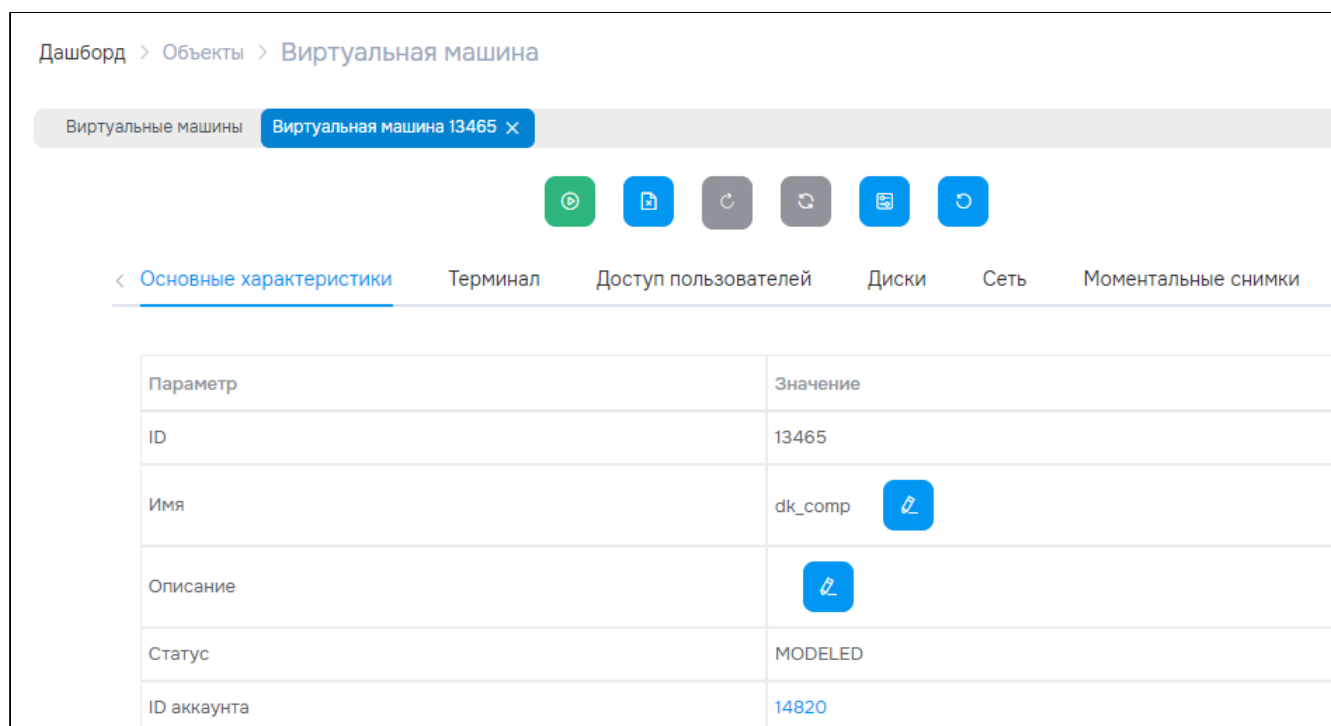 Дашборд > Объекты > Виртуальная машина
Виртуальные машины Виртуальная машина 13465 ×
< Основные характеристики Терминал Доступ пользователей Диски Сеть Моментальные снимки
Параметр Значение
ID 13465
Имя dk_comp
Описание
Статус MODELED
ID аккаунта 14820